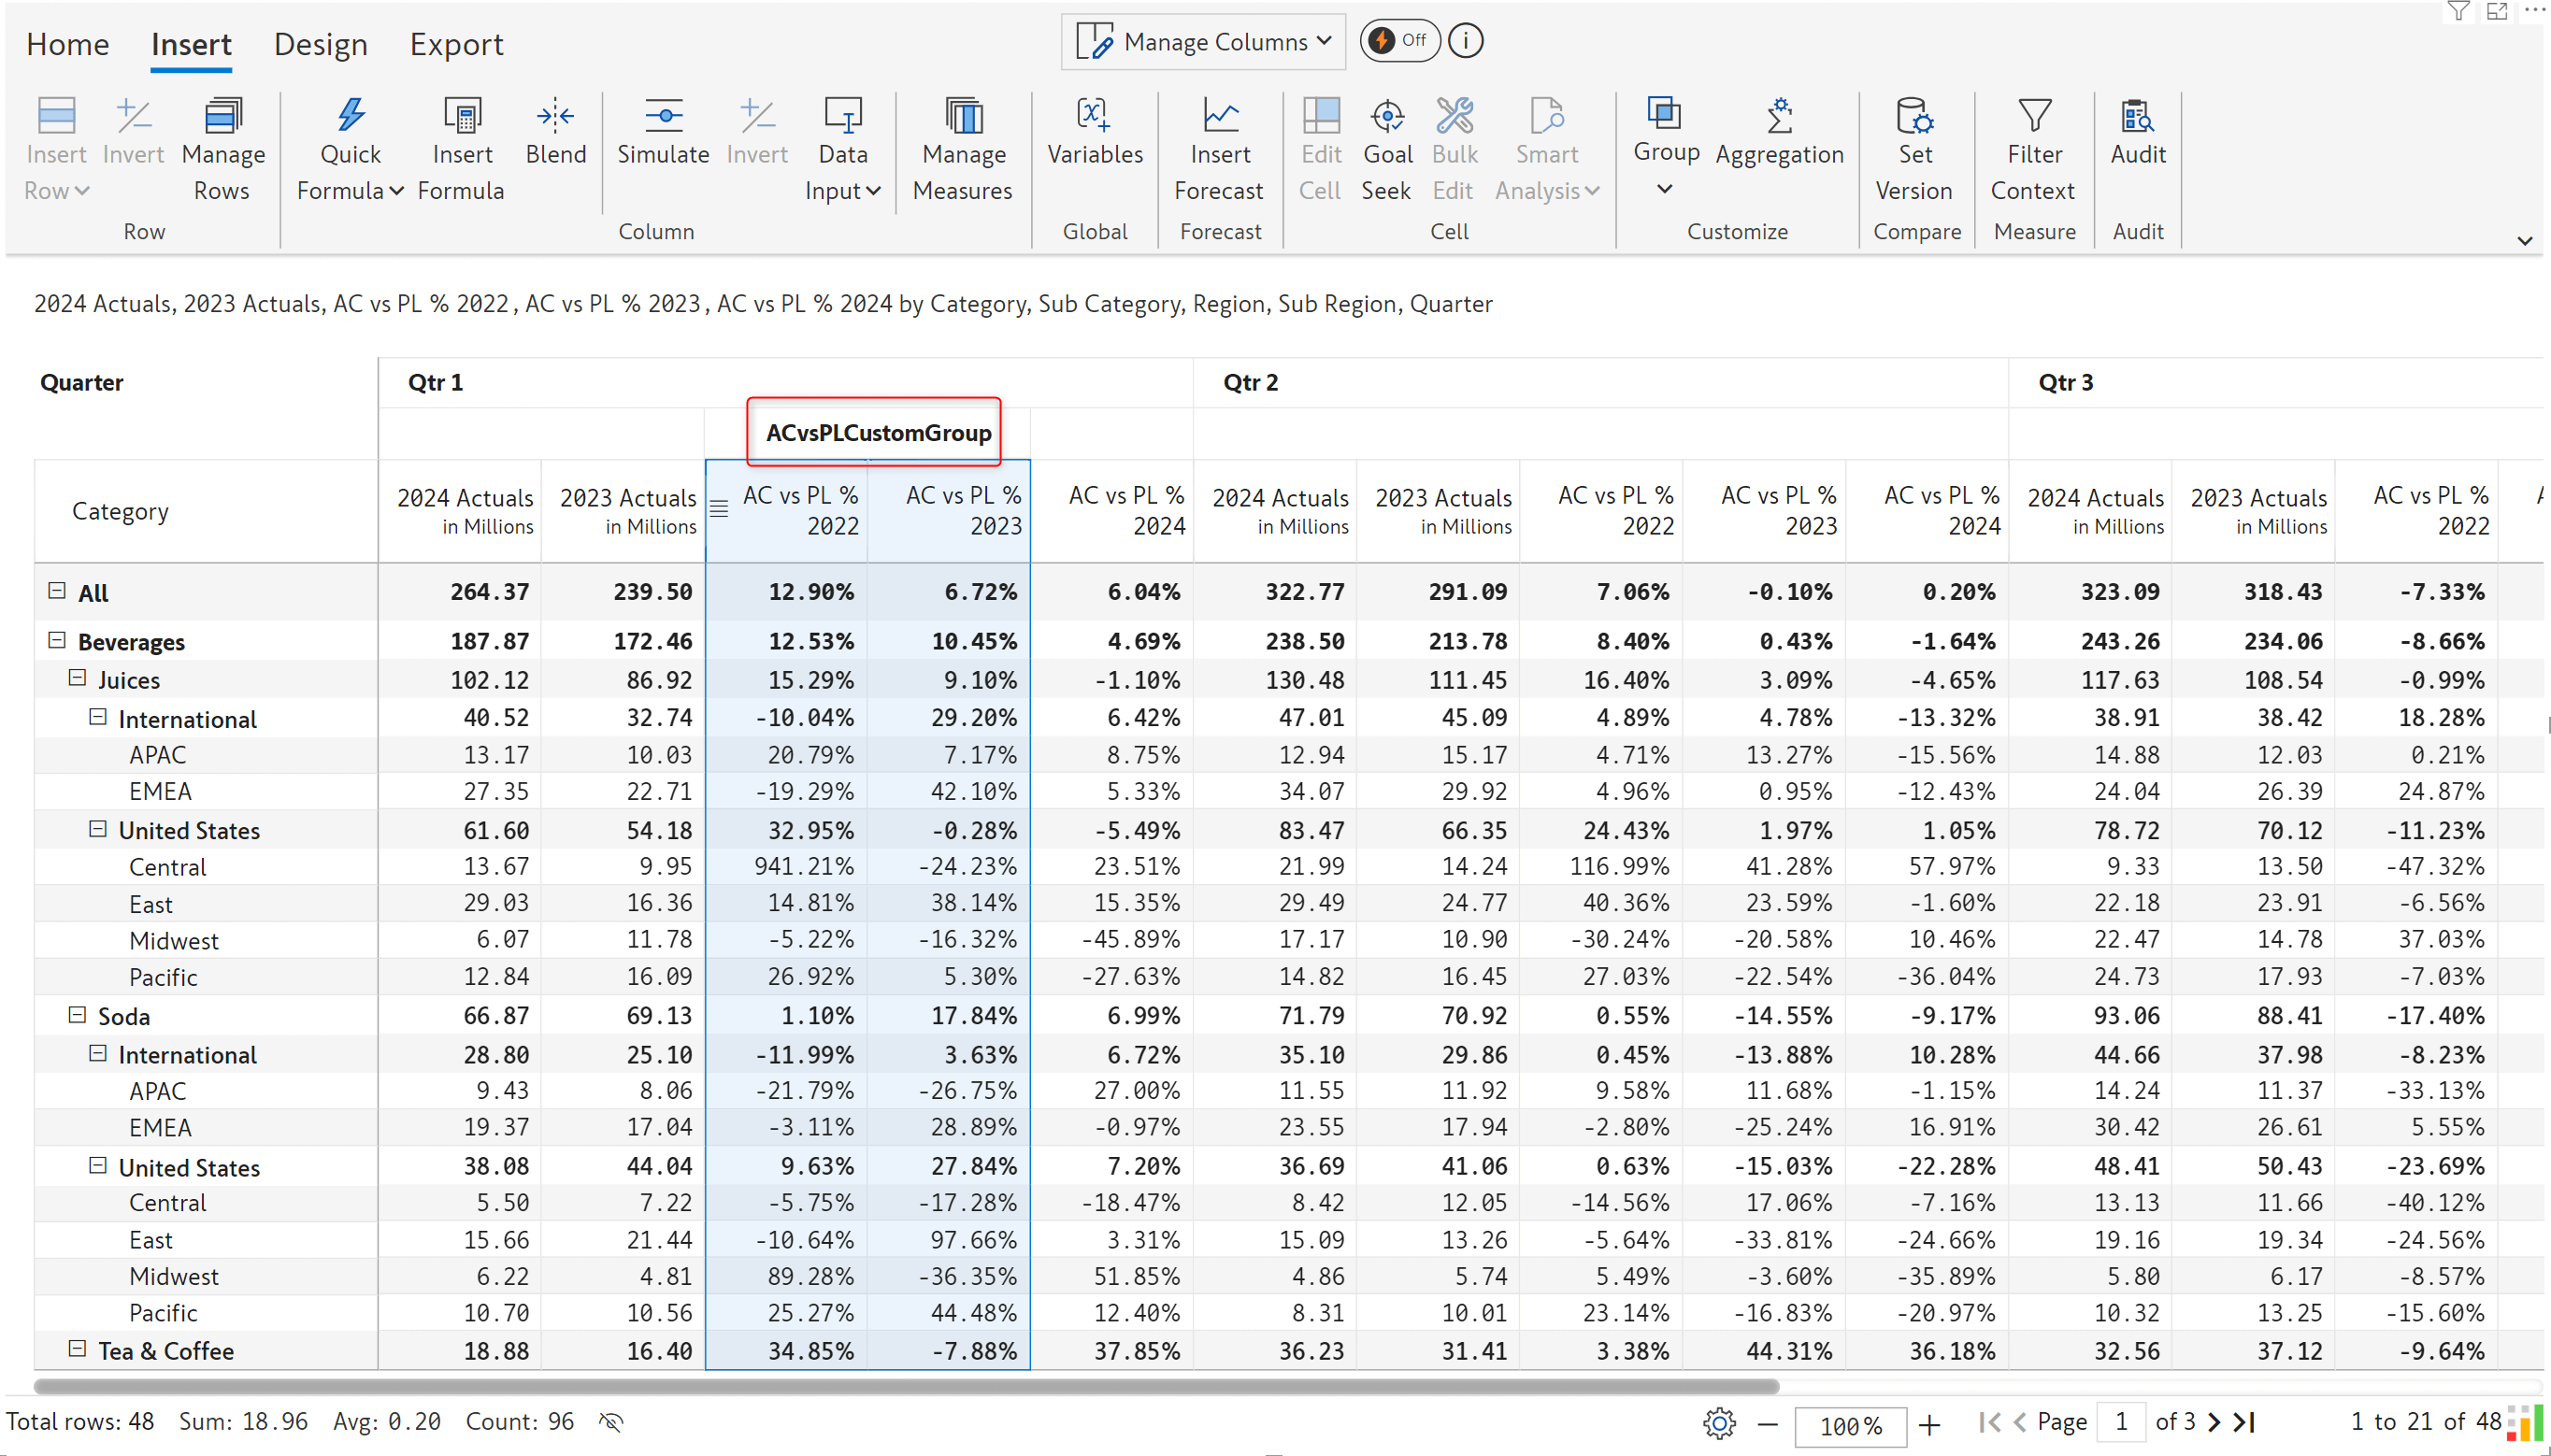 Home Insert Design Export Manage Columns Off i
Insert Row Invert Manage Rows Quick Formula Insert Formula Blend Simulate Invert Data Input Manage Measures Variables Insert Forecast Edit Cell Goal Seek Bulk Edit Smart Analysis Group Aggregation Set Version Filter Context Audit
Row Column Global Forecast Cell Customize Compare Measure Audit
2024 Actuals, 2023 Actuals, AC vs PL % 2022, AC vs PL % 2023, AC vs PL % 2024 by Category, Sub Category, Region, Sub Region, Quarter
Quarter Qtr 1 Qtr 2 Qtr 3
ACvsPLCustomGroup
Category 2024 Actuals in Millions 2023 Actuals in Millions AC vs PL % 2022 AC vs PL % 2023 AC vs PL % 2024 2024 Actuals in Millions 2023 Actuals in Millions AC vs PL % 2022 AC vs PL % 2023 AC vs PL % 2024 2024 Actuals in Millions 2023 Actuals in Millions AC vs PL % 2022
All 264.37 239.50 12.90% 6.72% 6.04% 322.77 291.09 7.06% -0.10% 0.20% 323.09 318.43 -7.33%
Beverages 187.87 172.46 12.53% 10.45% 4.69% 238.50 213.78 8.40% 0.43% -1.64% 243.26 234.06 -8.66%
Juices 102.12 86.92 15.29% 9.10% -1.10% 130.48 111.45 16.40% 3.09% -4.65% 117.63 108.54 -0.99%
International 40.52 32.74 -10.04% 29.20% 6.42% 47.01 45.09 4.89% 4.78% -13.32% 38.91 38.42 18.28%
APAC 13.17 10.03 20.79% 7.17% 8.75% 12.94 15.17 4.71% 13.27% -15.56% 14.88 12.03 0.21%
EMEA 27.35 22.71 -19.29% 42.10% 5.33% 34.07 29.92 4.96% 0.95% -12.43% 24.04 26.39 24.87%
United States 61.60 54.18 32.95% -0.28% -5.49% 83.47 66.35 24.43% 1.97% 1.05% 78.72 70.12 -11.23%
Central 13.67 9.95 941.21% -24.23% 23.51% 21.99 14.24 116.99% 41.28% 57.97% 9.33 13.50 -47.32%
East 29.03 16.36 14.81% 38.14% 15.35% 29.49 24.77 40.36% 23.59% -1.60% 22.18 23.91 -6.56%
Midwest 6.07 11.78 -5.22% -16.32% -45.89% 17.17 10.90 -30.24% -20.58% 10.46% 22.47 14.78 37.03%
Pacific 12.84 16.09 26.92% 5.30% -27.63% 14.82 16.45 27.03% -22.54% -36.04% 24.73 17.93 -7.03%
Soda 66.87 69.13 1.10% 17.84% 6.99% 71.79 70.92 0.55% -14.55% -9.17% 93.06 88.41 -17.40%
International 28.80 25.10 -11.99% 3.63% 6.72% 35.10 29.86 0.45% -13.88% 10.28% 44.66 37.98 -8.23%
APAC 9.43 8.06 -21.79% -26.75% 27.00% 11.55 11.92 9.58% 11.68% -1.15% 14.24 11.37 -33.13%
EMEA 19.37 17.04 -3.11% 28.89% -0.97% 23.55 17.94 -2.80% -25.24% 16.91% 30.42 26.61 5.55%
United States 38.08 44.04 9.63% 27.84% 7.20% 36.69 41.06 0.63% -15.03% -22.28% 48.41 50.43 -23.69%
Central 5.50 7.22 -5.75% -17.28% -18.47% 8.42 12.05 -14.56% 17.06% -7.16% 13.13 11.66 -40.12%
East 15.66 21.44 -10.64% 97.66% 3.31% 15.09 13.26 -5.64% -33.81% -24.66% 19.16 19.34 -24.56%
Midwest 6.22 4.81 89.28% -36.35% 51.85% 4.86 5.74 5.49% -3.60% -35.89% 5.80 6.17 -8.57%
Pacific 10.70 10.56 25.27% 44.48% 12.40% 8.31 10.01 23.14% -16.83% -20.97% 10.32 13.25 -15.60%
Tea & Coffee 18.88 16.40 34.85% -7.88% 37.85% 36.23 31.41 3.38% 44.31% 36.18% 32.56 37.12 -9.64%
Total rows: 48 Sum: 18.96 Avg: 0.20 Count: 96 100% Page 1 of 3 1 to 21 of 48